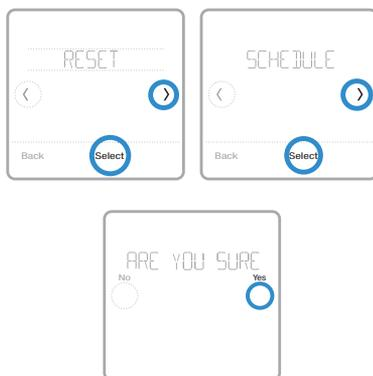 RESET
Back Select
SCHEDULE
Back Select
ARE YOU SURE
No Yes